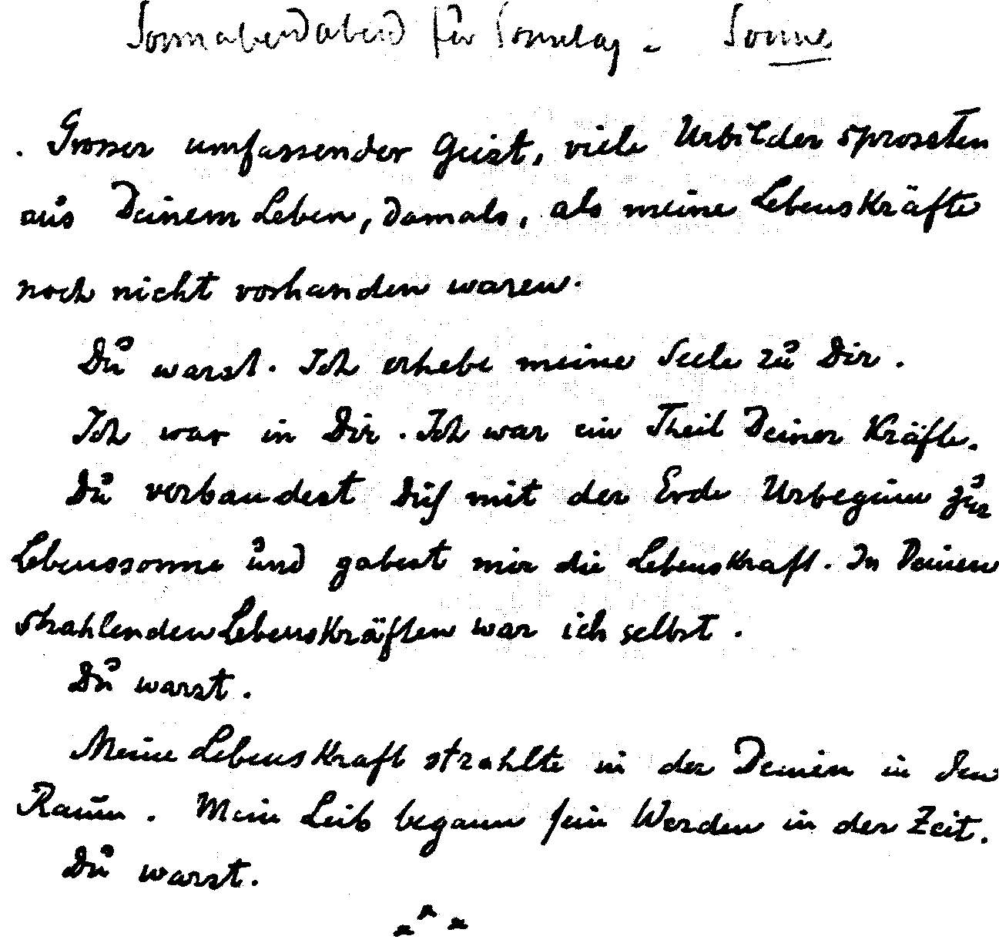 Sonnabendabend für Sonntag - Sonne
. Grosser umfassender Geist, viele Urbilder sprossten
aus Deinem Leben, damals, als meine Lebenskräfte
noch nicht vorhanden waren.
Du warst. Ich erhebe meine Seele zu Dir.
Ich war in Dir. Ich war ein Theil Deiner Kräfte.
Du verbandest Dich mit der Erde Urbeginn zur
Lebenssonne und gabest mir die Lebenskraft. In Deinen
strahlenden Lebenskräften war ich selbst.
Du warst.
Meine Lebenskraft strahlte in der Deinen in den
Raum. Mein Leib begann sein Werden in der Zeit.
Du warst.